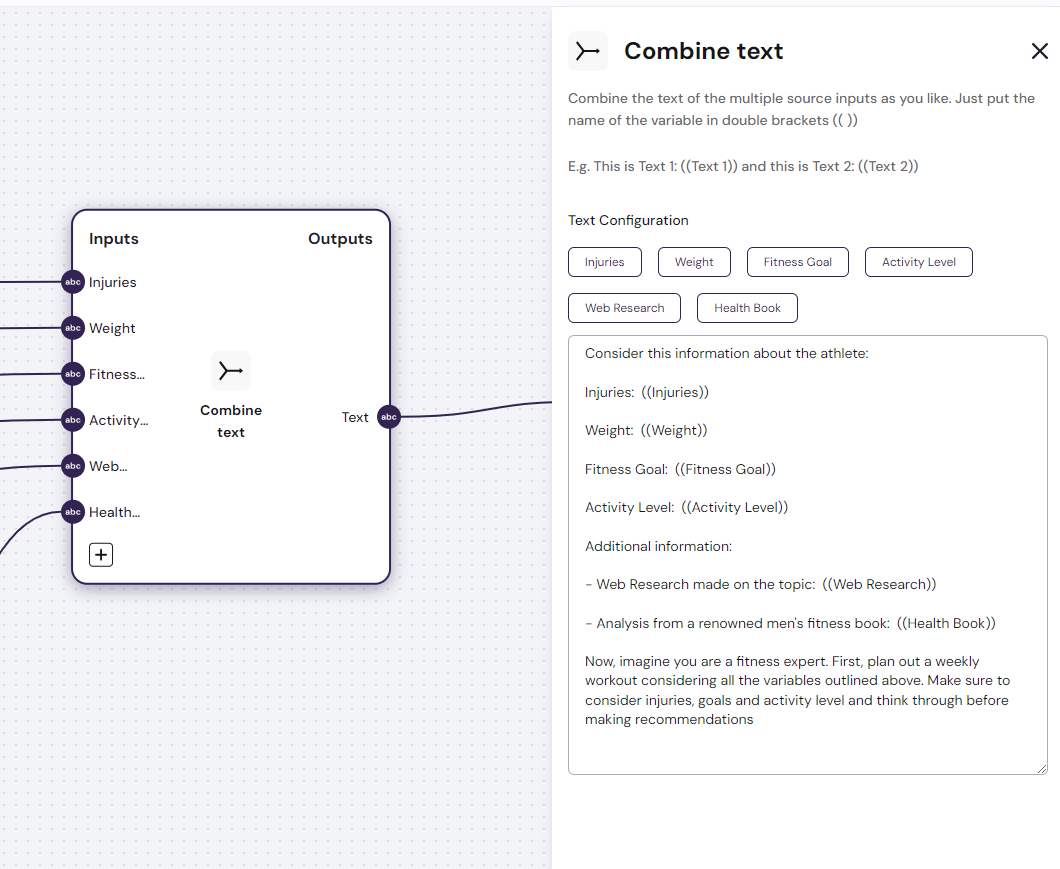 Combine text
Combine the text of the multiple source inputs as you like. Just put the
name of the variable in double brackets (( ))
E.g. This is Text 1: ((Text 1)) and this is Text 2: ((Text 2))
Text Configuration
Injuries
Weight
Fitness Goal
Activity Level
Web Research
Health Book
Consider this information about the athlete:
Injuries: ((Injuries))
Weight: ((Weight))
Fitness Goal: ((Fitness Goal))
Activity Level: ((Activity Level))
Additional information:
- Web Research made on the topic: ((Web Research))
- Analysis from a renowned men's fitness book: ((Health Book))
Now, imagine you are a fitness expert. First, plan out a weekly
workout considering all the variables outlined above. Make sure to
consider injuries, goals and activity level and think through before
making recommendations
Inputs
Outputs
abc Injuries
abc Weight
abc Fitness...
abc Activity...
abc Web...
abc Health...
Combine
text
Text abc